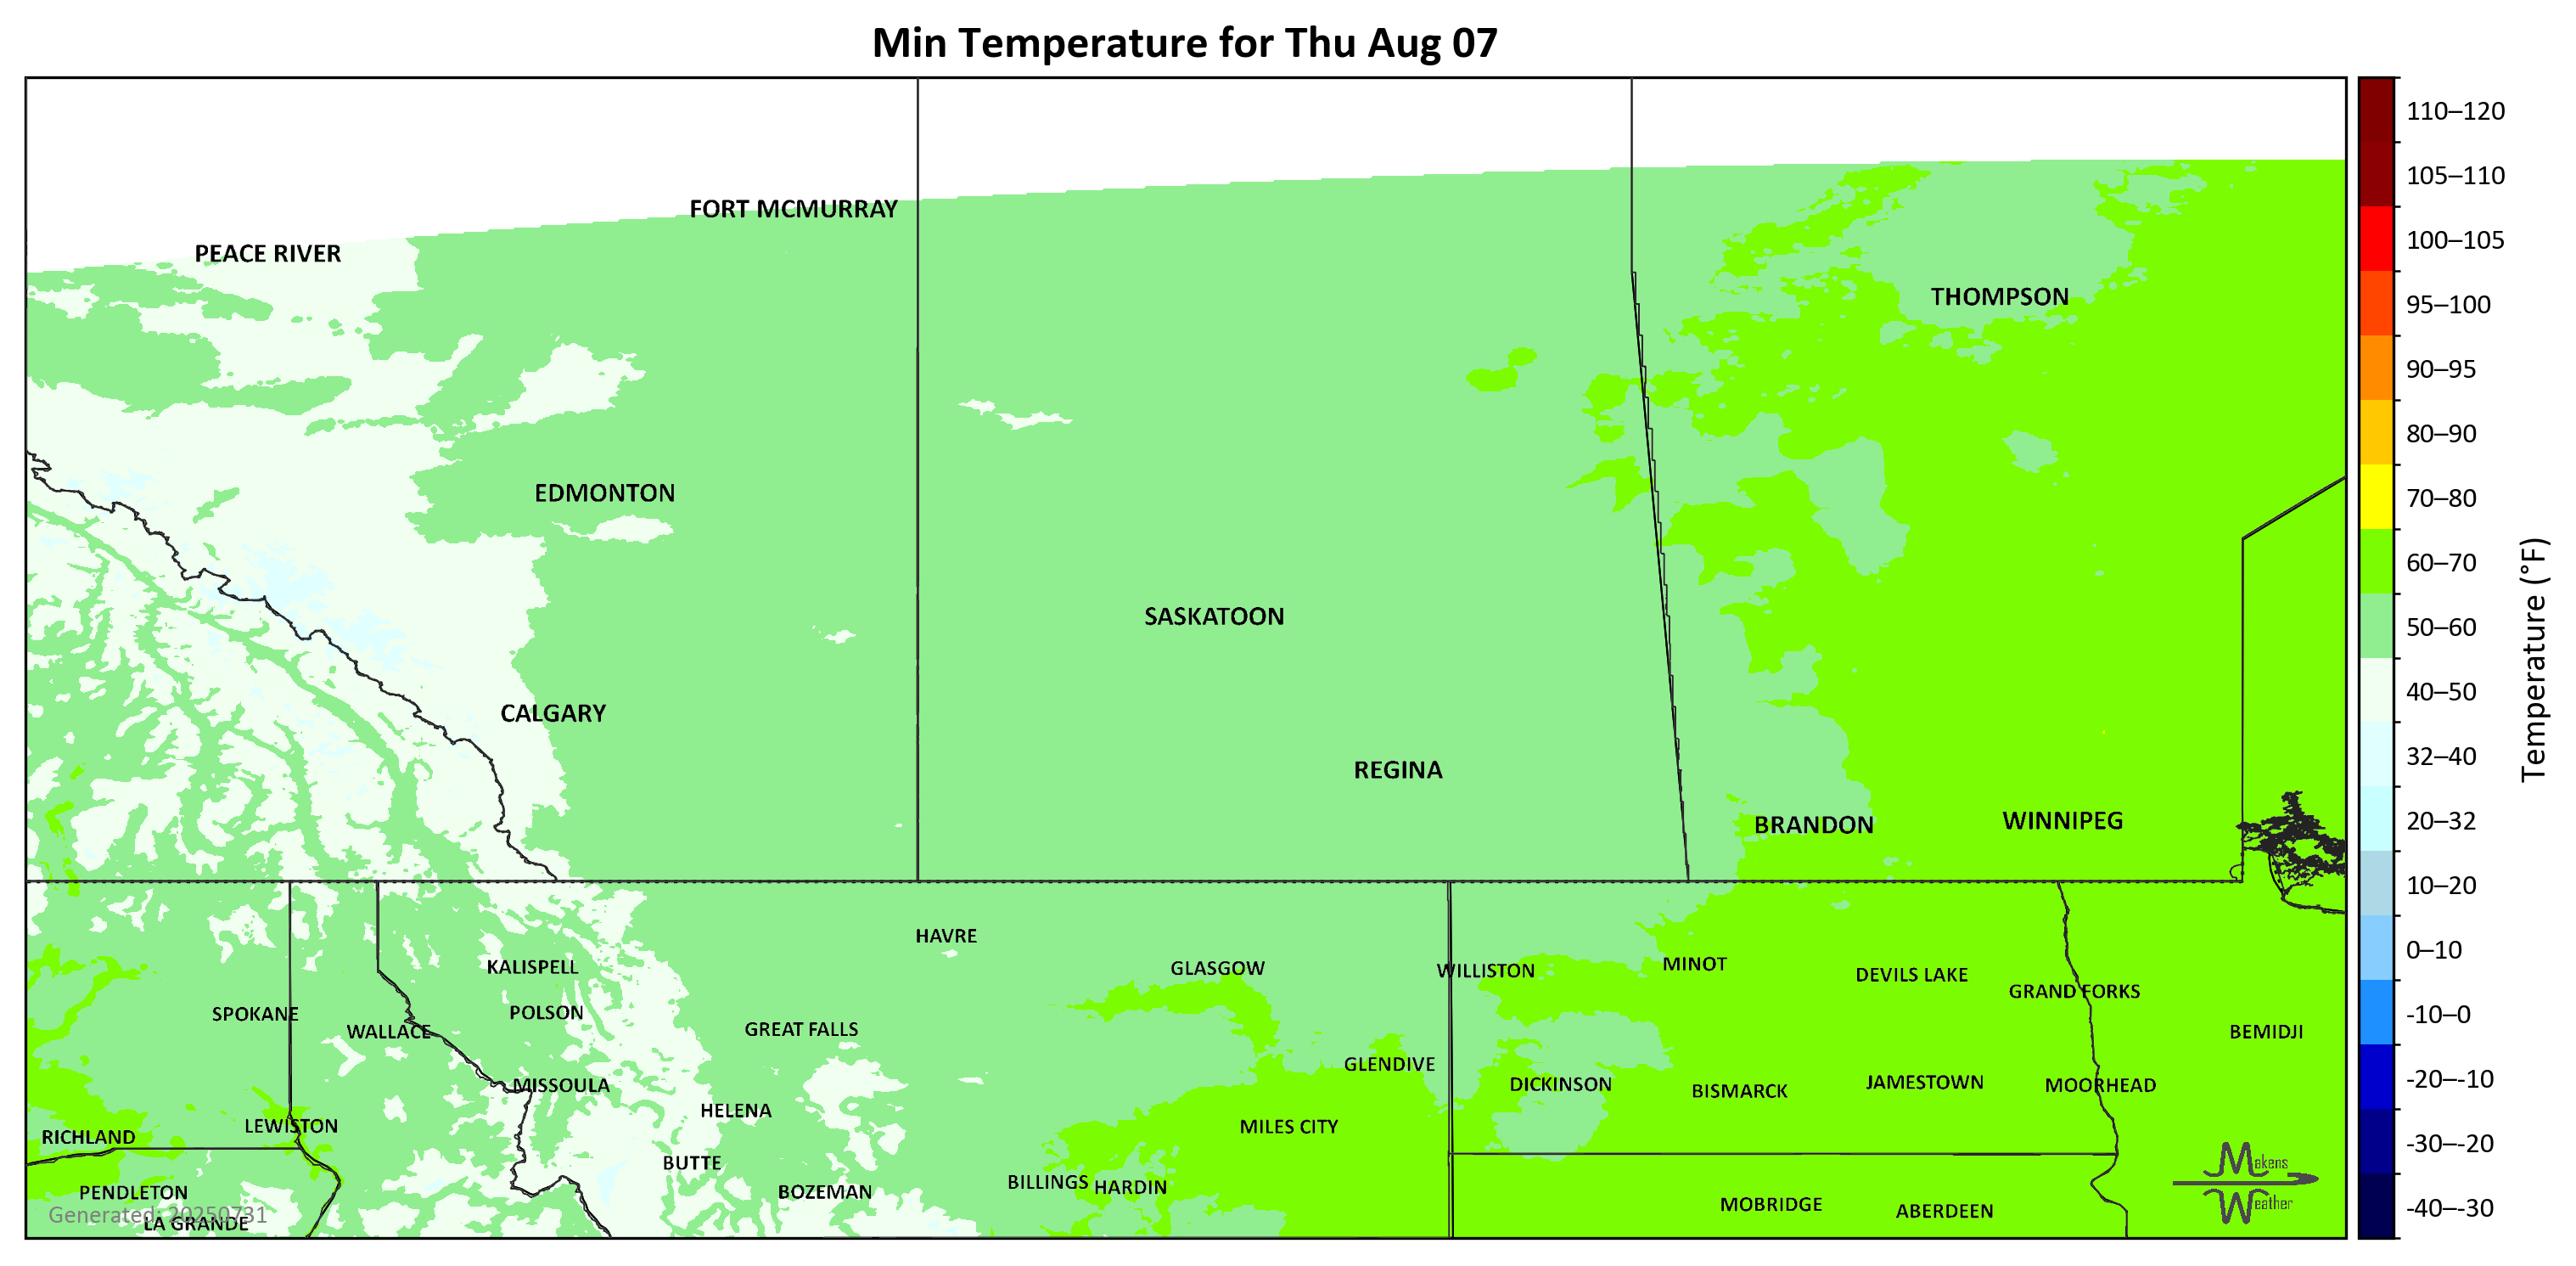 Min Temperature for Thu Aug 07
FORT MCMURRAY
PEACE RIVER
THOMPSON
EDMONTON
SASKATOON
CALGARY
REGINA
BRANDON
WINNIPEG
HAVRE
KALISPELL
GLASGOW
WILLISTON
MINOT
DEVILS LAKE
GRAND FORKS
SPOKANE
POLSON
WALLACE
GREAT FALLS
BEMIDJI
GLENDIVE
MISSOULA
DICKINSON
BISMARCK
JAMESTOWN
MOORHEAD
HELENA
LEWISTON
MILES CITY
RICHLAND
BUTTE
BILLINGS
HARDIN
BOZEMAN
PENDLETON
MOBRIDGE
ABERDEEN
Generated: 20250731
LA GRANDE
Makens
Weather
110–120
105–110
100–105
95–100
90–95
80–90
70–80
60–70
50–60
40–50
32–40
20–32
10–20
0–10
-10–0
-20–-10
-30–-20
-40–-30
Temperature (°F)